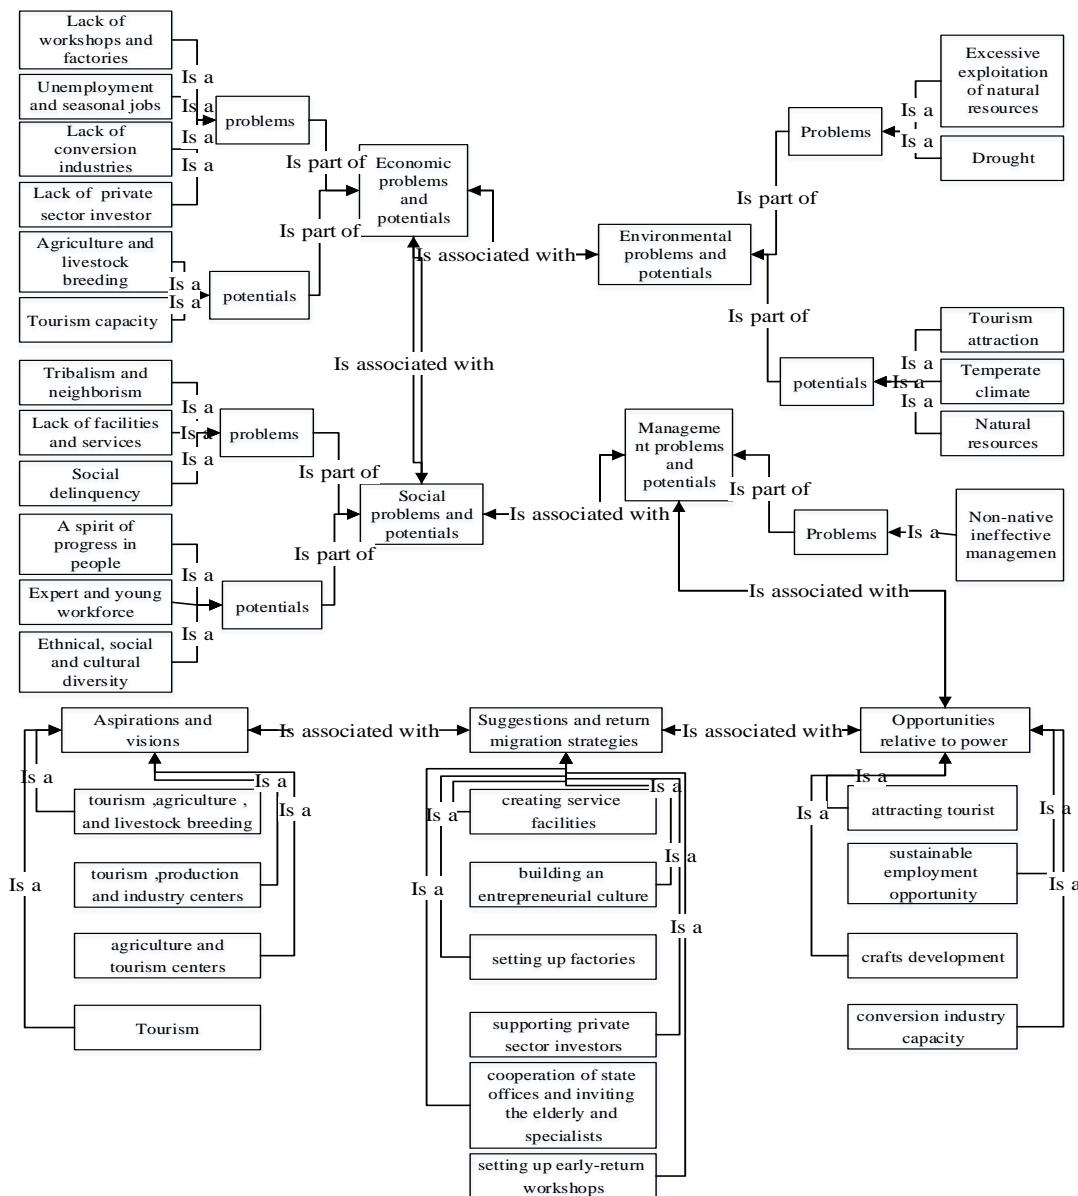 Lack of
workshops and
factories
Is a
Unemployment
and seasonal jobs
Is a
problems
Lack of
conversion
industries
Is a
Lack of private
sector investor
Is a
Is part of
Economic
problems
and
potentials
Agriculture and
livestock
breeding
Is a
Tourism capacity
Is a
potentials
Is part of
Is associated with
Environmental
problems and
potentials
Is part of
Problems
Is a
Excessive
exploitation
of natural
resources
Is a
Drought
Is part of
potentials
Is a
Tourism
attraction
Is a
Temperate
climate
Is a
Natural
resources
Is associated with
Tribalism and
neighborism
Is a
Lack of facilities
and services
Is a
problems
Social
delinquency
Is a
Is part of
Social
problems and
potentials
A spirit of
progress in
people
Is a
Expert and young
workforce
potentials
Is part of
Ethnical, social
and cultural
diversity
Is a
Is associated with
Manageme
nt problems
and
potentials
Is part of
Problems
Is a
Non-native
ineffective
managemen
Is associated with
Aspirations and
visions
Is associated with
Suggestions and return
migration strategies
Is associated with
Opportunities
relative to power
Is a
tourism ,agriculture ,
and livestock breeding
Is a
tourism ,production
and industry centers
Is a
agriculture and
tourism centers
Is a
Tourism
Is a
creating service
facilities
Is a
building an
entrepreneurial culture
Is a
setting up factories
Is a
supporting private
sector investors
cooperation of state
offices and inviting
the elderly and
specialists
setting up early-return
workshops
Is a
attracting tourist
Is a
sustainable
employment
opportunity
Is a
crafts development
Is a
conversion industry
capacity